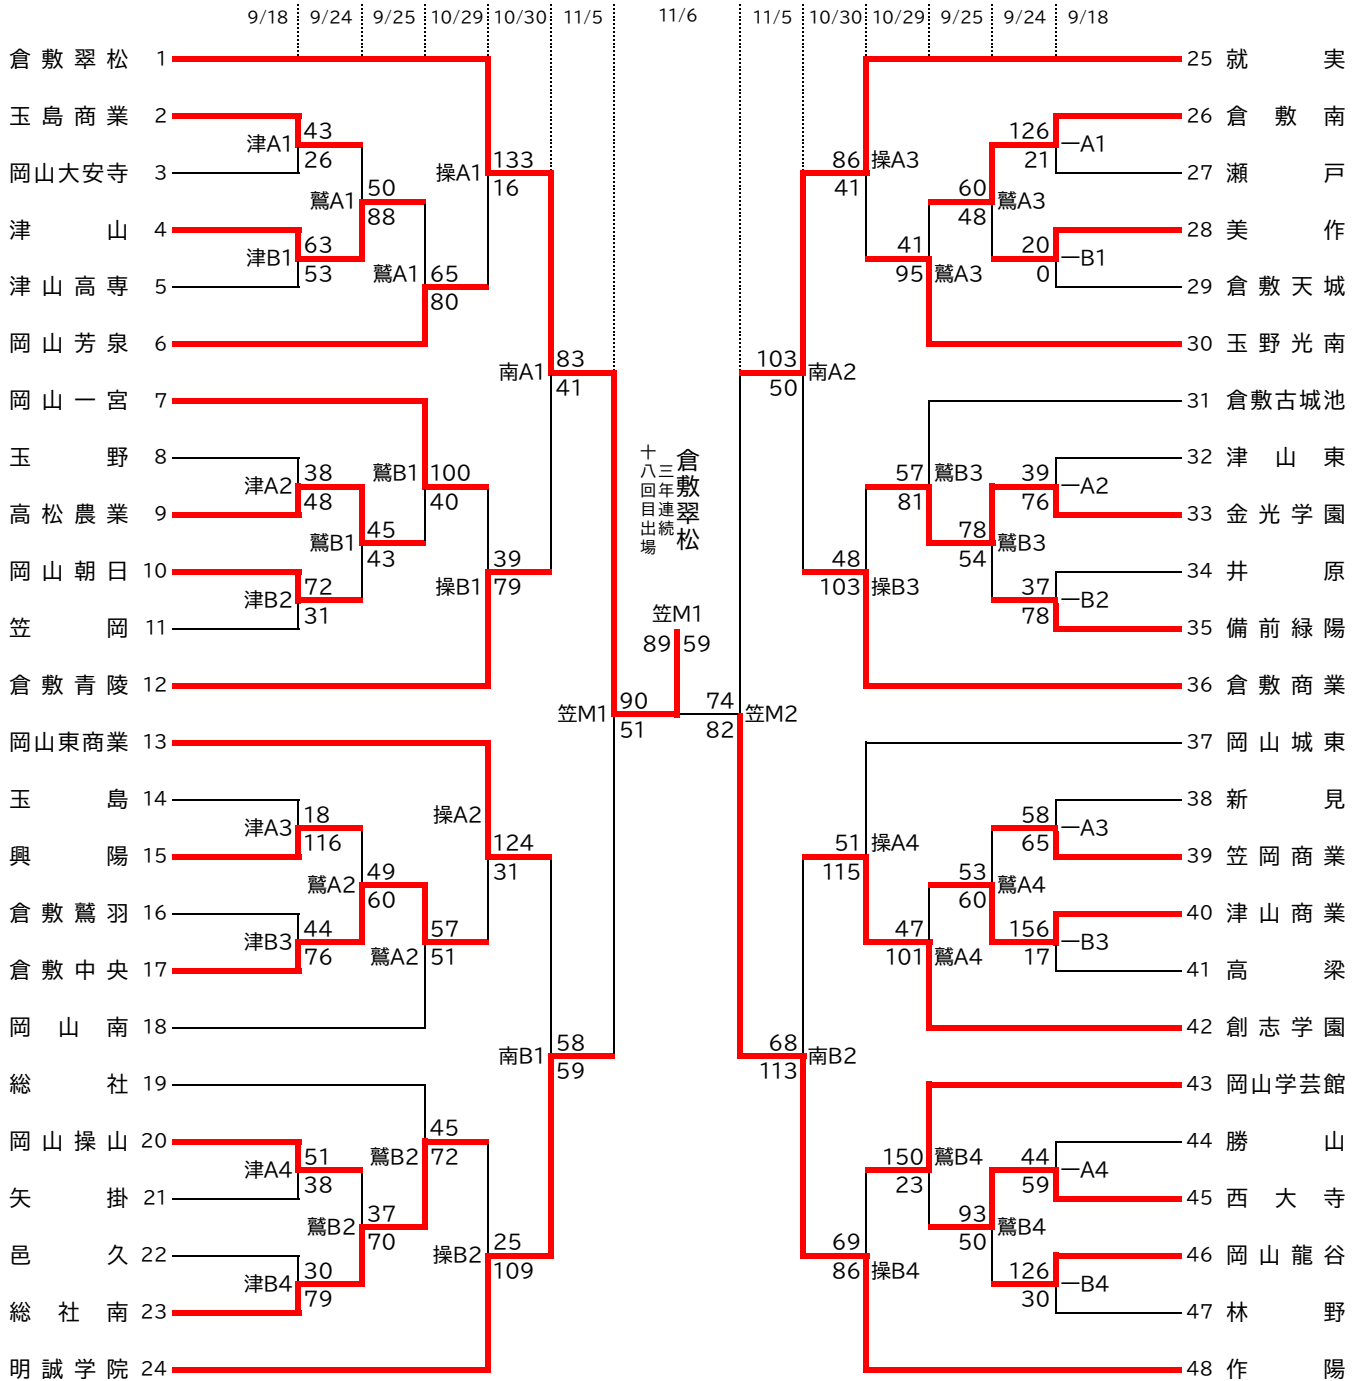 9/18 9/24 9/25 10/29 10/30 11/5 11/6 11/5 10/30 10/29 9/25 9/24 9/18
倉敷翠松 1
玉島商業 2
岡山大安寺 3
津山 4
津山高専 5
岡山芳泉 6
岡山一宮 7
玉野 8
高松農業 9
岡山朝日 10
笠岡 11
倉敷青陵 12
岡山東商業 13
玉島 14
興陽 15
倉敷鷲羽 16
倉敷中央 17
岡山南 18
総社 19
岡山操山 20
矢掛 21
邑久 22
総社南 23
明誠学院 24
津A1
43
26
津B1
63
53
津A2
38
48
津B2
72
31
津A3
18
116
津B3
44
76
津A4
51
38
津B4
30
79
鷲A1
50
88
鷲B1
45
43
鷲A2
49
60
鷲B2
37
70
鷲A1
65
80
鷲B1
100
40
鷲A2
57
51
鷲B2
45
72
操A1
133
16
操B1
39
79
操A2
124
31
操B2
25
109
南A1
83
41
南B1
58
59
笠M1
90
51
倉敷翠松
三年連続
十八回目出場
笠M1
89 59
74
82
笠M2
103
50
南A2
68
113
南B2
86
41
操A3
48
103
操B3
51
115
操A4
69
86
操B4
41
95
鷲A3
57
81
鷲B3
47
101
鷲A4
150
23
鷲B4
60
48
鷲A3
78
54
鷲B3
53
60
鷲A4
93
50
鷲B4
126
21
一A1
20
0
一B1
39
76
一A2
37
78
一B2
58
65
一A3
156
17
一B3
44
59
一A4
126
30
一B4
25 就実
26 倉敷南
27 瀬戸
28 美作
29 倉敷天城
30 玉野光南
31 倉敷古城池
32 津山東
33 金光学園
34 井原
35 備前緑陽
36 倉敷商業
37 岡山城東
38 新見
39 笠岡商業
40 津山商業
41 高梁
42 創志学園
43 岡山学芸館
44 勝山
45 西大寺
46 岡山龍谷
47 林野
48 作陽